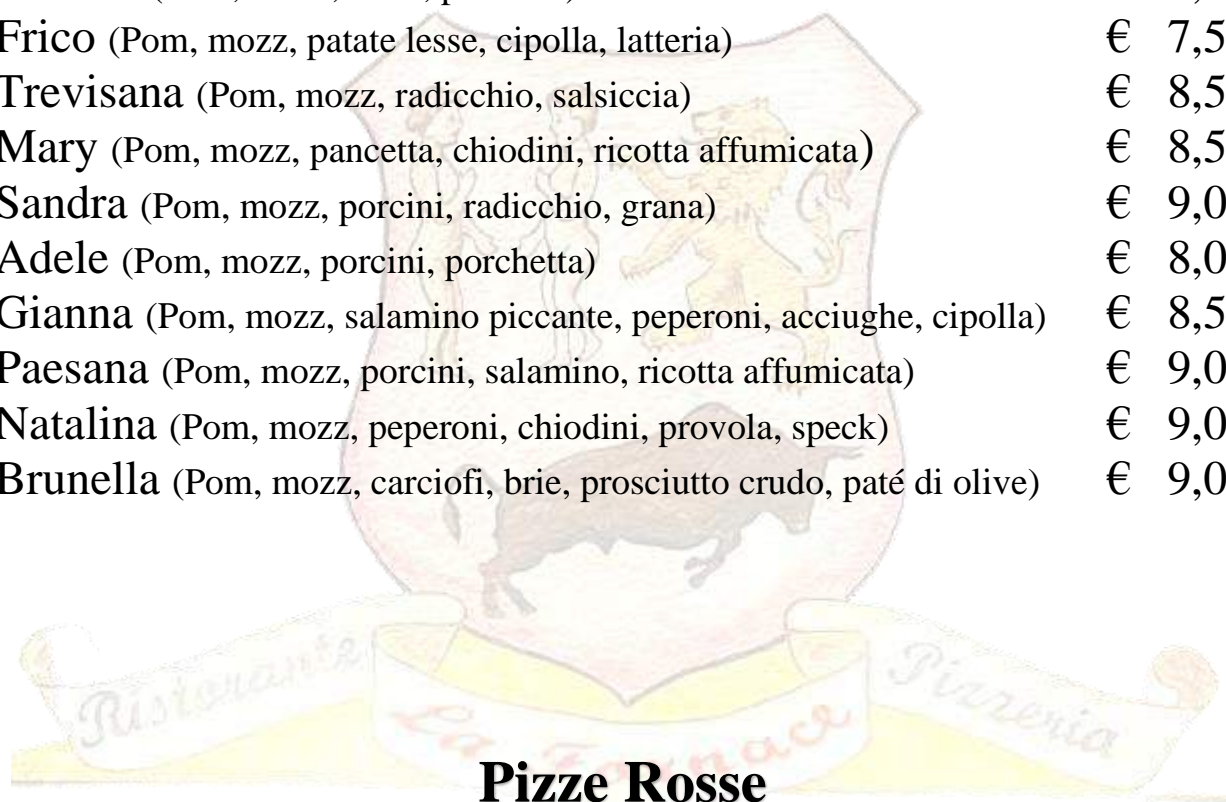 Frico (Pom, mozz, patate lesse, cipolla, latteria) € 7,5
Trevisana (Pom, mozz, radicchio, salsiccia) € 8,5
Mary (Pom, mozz, pancetta, chiodini, ricotta affumicata) € 8,5
Sandra (Pom, mozz, porcini, radicchio, grana) € 9,0
Adele (Pom, mozz, porcini, porchetta) € 8,0
Gianna (Pom, mozz, salamino piccante, peperoni, acciughe, cipolla) € 8,5
Paesana (Pom, mozz, porcini, salamino, ricotta affumicata) € 9,0
Natalina (Pom, mozz, peperoni, chiodini, provola, speck) € 9,0
Brunella (Pom, mozz, carciofi, brie, prosciutto crudo, paté di olive) € 9,0
Ristorante Pizzeria
La Fornace
Pizze Rosse